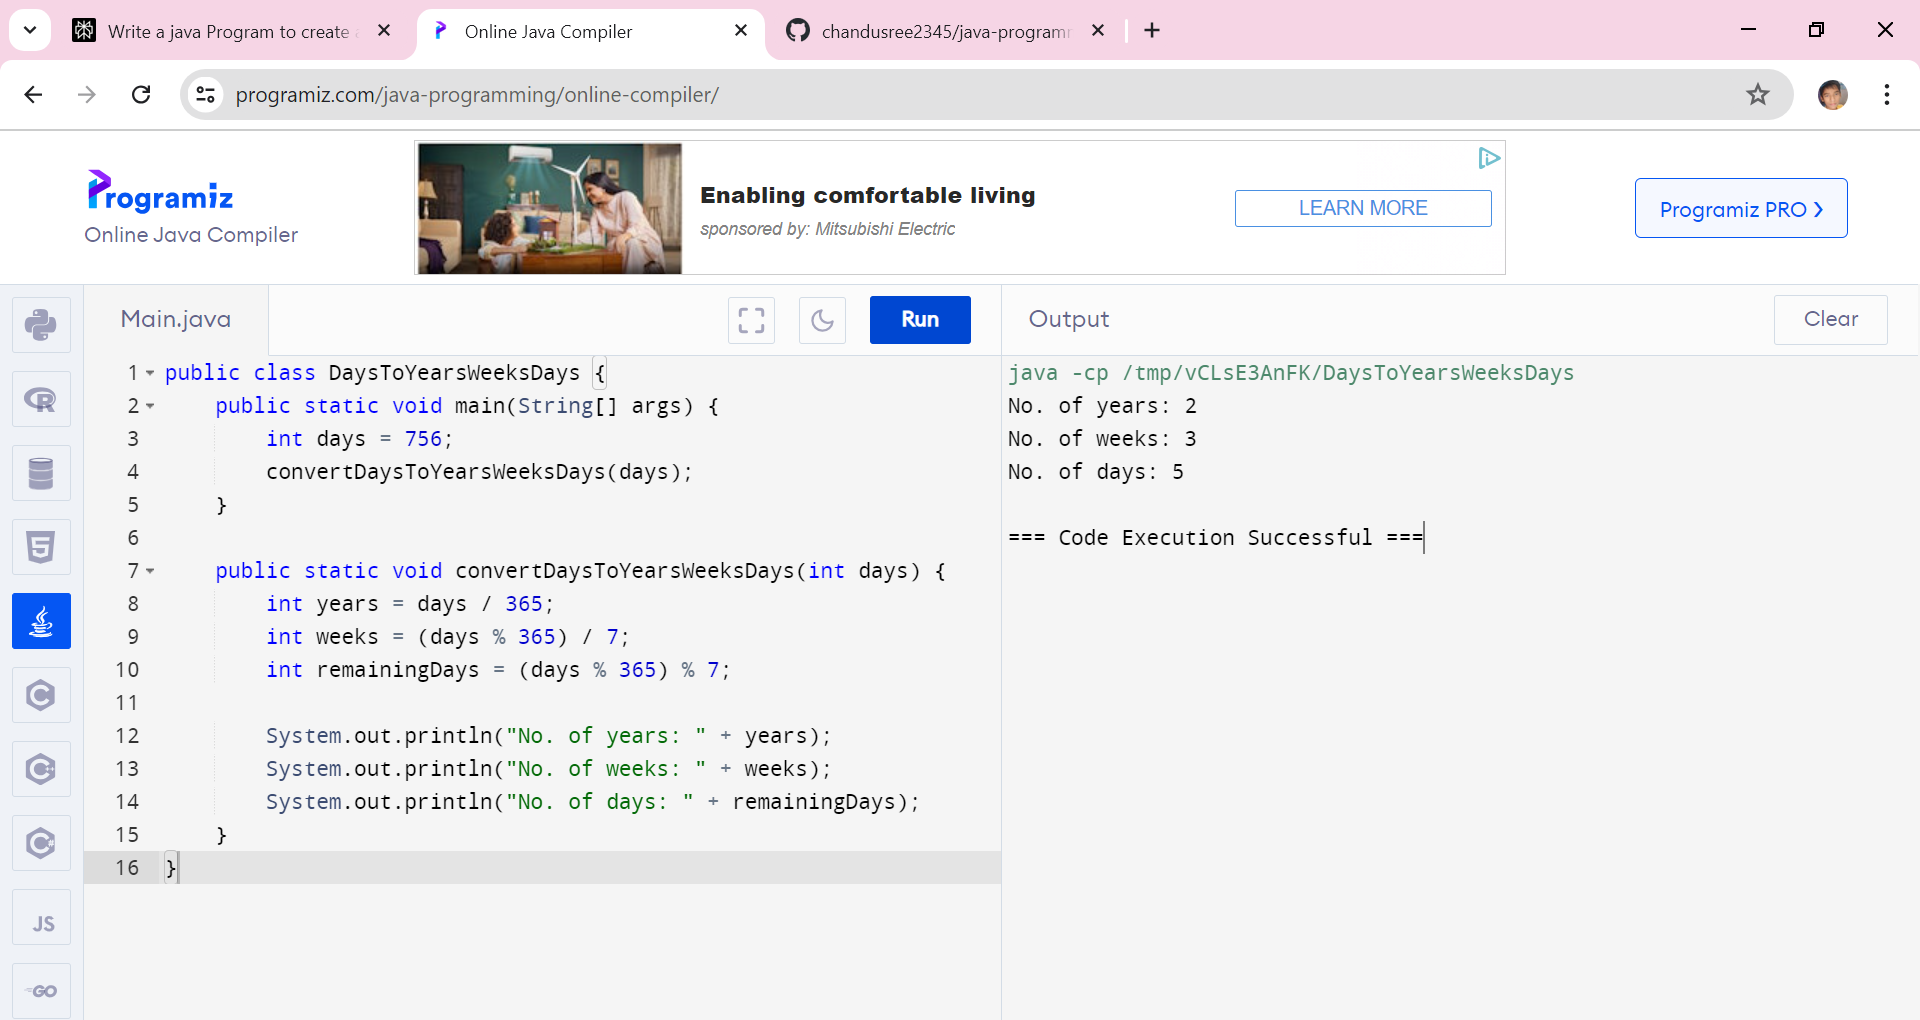 Write a java Program to create a
Online Java Compiler
chandusree2345/java-programm
programiz.com/java-programming/online-compiler/
Programiz
Online Java Compiler
Enabling comfortable living
sponsored by: Mitsubishi Electric
LEARN MORE
Programiz PRO
Main.java
Run
Output
Clear
1 public class DaysToYearsWeeksDays {
2 public static void main(String[] args) {
3 int days = 756;
4 convertDaysToYearsWeeksDays(days);
5 }
6
7 public static void convertDaysToYearsWeeksDays(int days) {
8 int years = days / 365;
9 int weeks = (days % 365) / 7;
10 int remainingDays = (days % 365) % 7;
11
12 System.out.println("No. of years: " + years);
13 System.out.println("No. of weeks: " + weeks);
14 System.out.println("No. of days: " + remainingDays);
15 }
16 }
java -cp /tmp/vCLsE3AnFK/DaysToYearsWeeksDays
No. of years: 2
No. of weeks: 3
No. of days: 5
=== Code Execution Successful ===
R
5
C
C++
C#
JS
GO